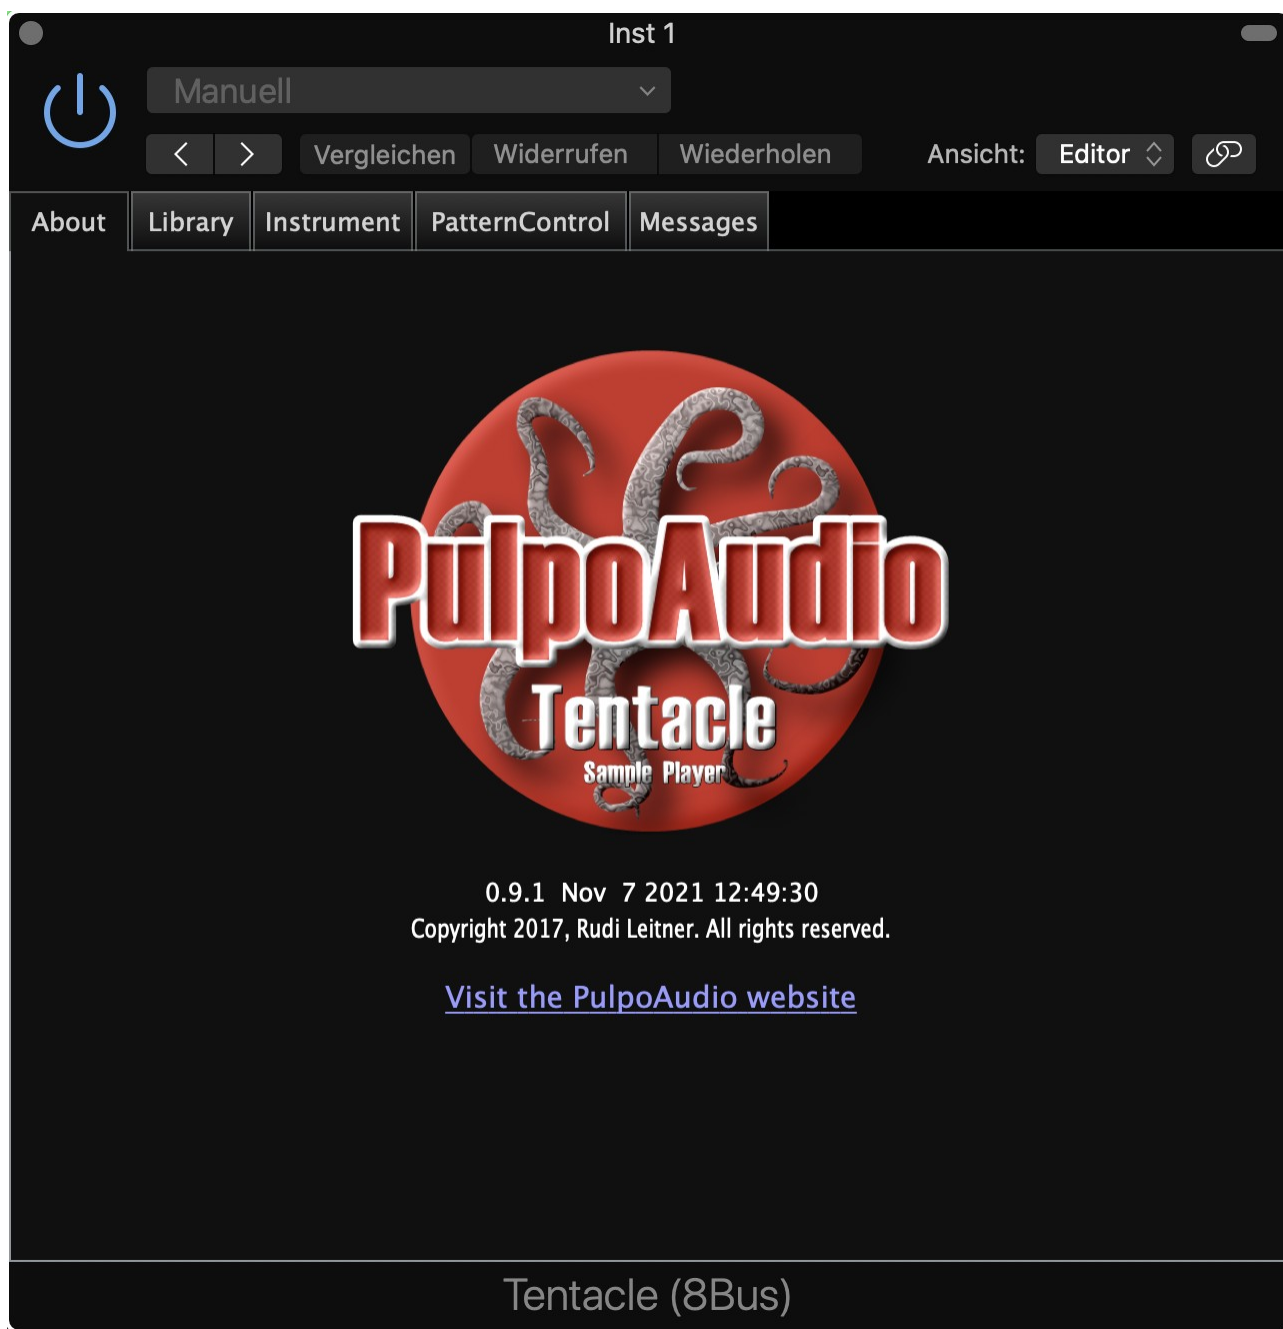 Inst 1
Manuell
Vergleichen Widerrufen Wiederholen Ansicht: Editor
About Library Instrument PatternControl Messages
PulpoAudio
Tentacle
Sample Player
0.9.1 Nov 7 2021 12:49:30
Copyright 2017, Rudi Leitner. All rights reserved.
Visit the PulpoAudio website
Tentacle (8Bus)